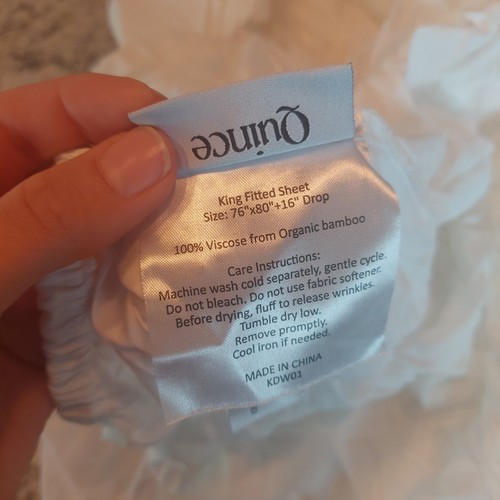 Quince
King Fitted Sheet
Size: 76"x80"+16" Drop
100% Viscose from Organic bamboo
Care Instructions:
Machine wash cold separately, gentle cycle.
Do not bleach. Do not use fabric softener.
Before drying, fluff to release wrinkles.
Tumble dry low.
Remove promptly.
Cool iron if needed.
MADE IN CHINA
KDW01